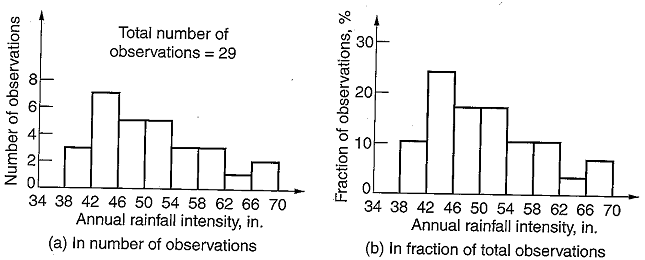 Total number of
observations = 29
Number of observations
8
6
4
2
0
34 38 42 46 50 54 58 62 66 70
Annual rainfall intensity, in.
(a) In number of observations
Fraction of observations, %
30
20
10
0
34 38 42 46 50 54 58 62 66 70
Annual rainfall intensity, in.
(b) In fraction of total observations